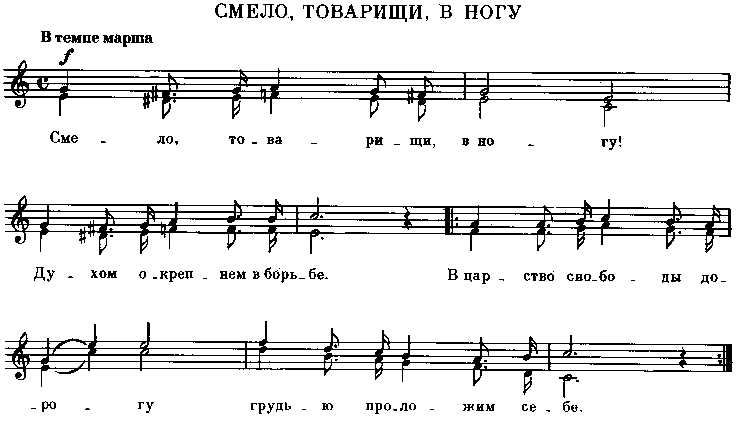 СМЕЛО, ТОВАРИЩИ, В НОГУ
В темпе марша
f
Сме - ло, то - ва - ри - щи, в но - гу!
Ду - хом о - креп - нем в борь - бе. В цар - ство сво - бо - ды до -
- ро - гу грудь - ю про - ло - жим се - бе.